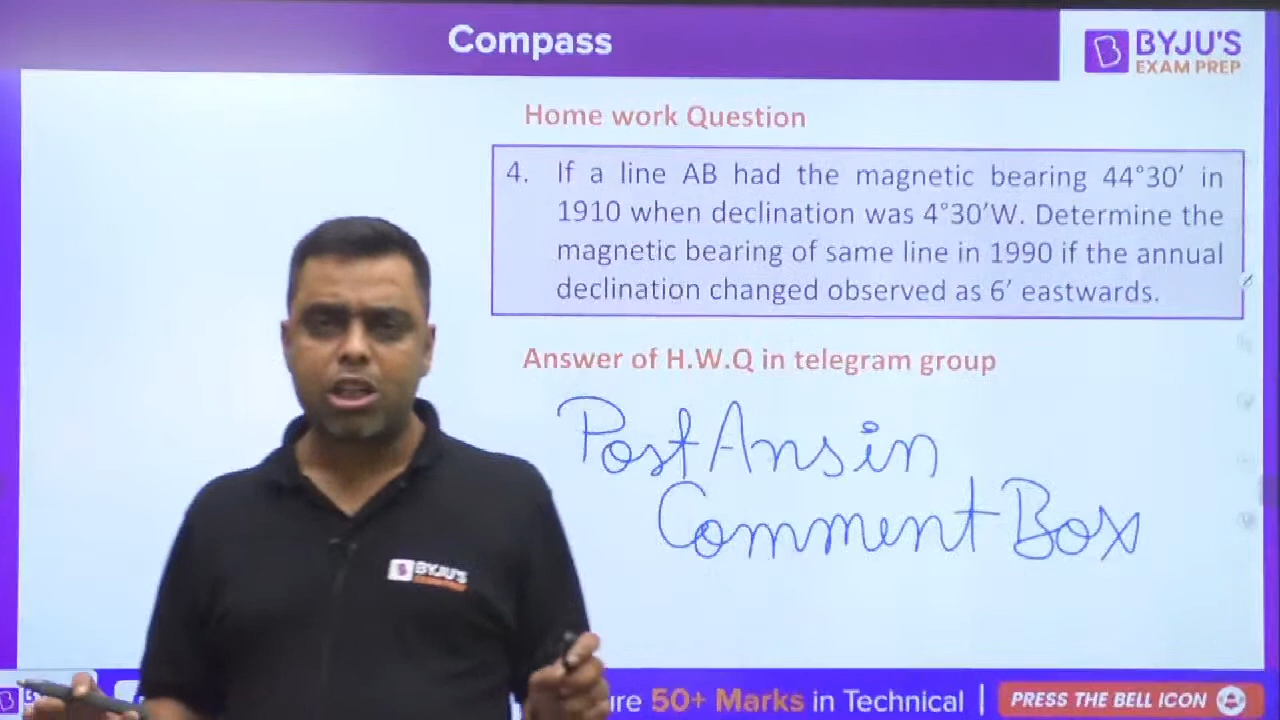 Compass
BYJU'S
EXAM PREP
Home work Question
4. If a line AB had the magnetic bearing 44°30′ in
1910 when declination was 4°30′W. Determine the
magnetic bearing of same line in 1990 if the annual
declination changed observed as 6′ eastwards.
Answer of H.W.Q in telegram group
Post Ans in
Comment Box
BYJU'S
EXAM PREP
50+ Marks in Technical
PRESS THE BELL ICON